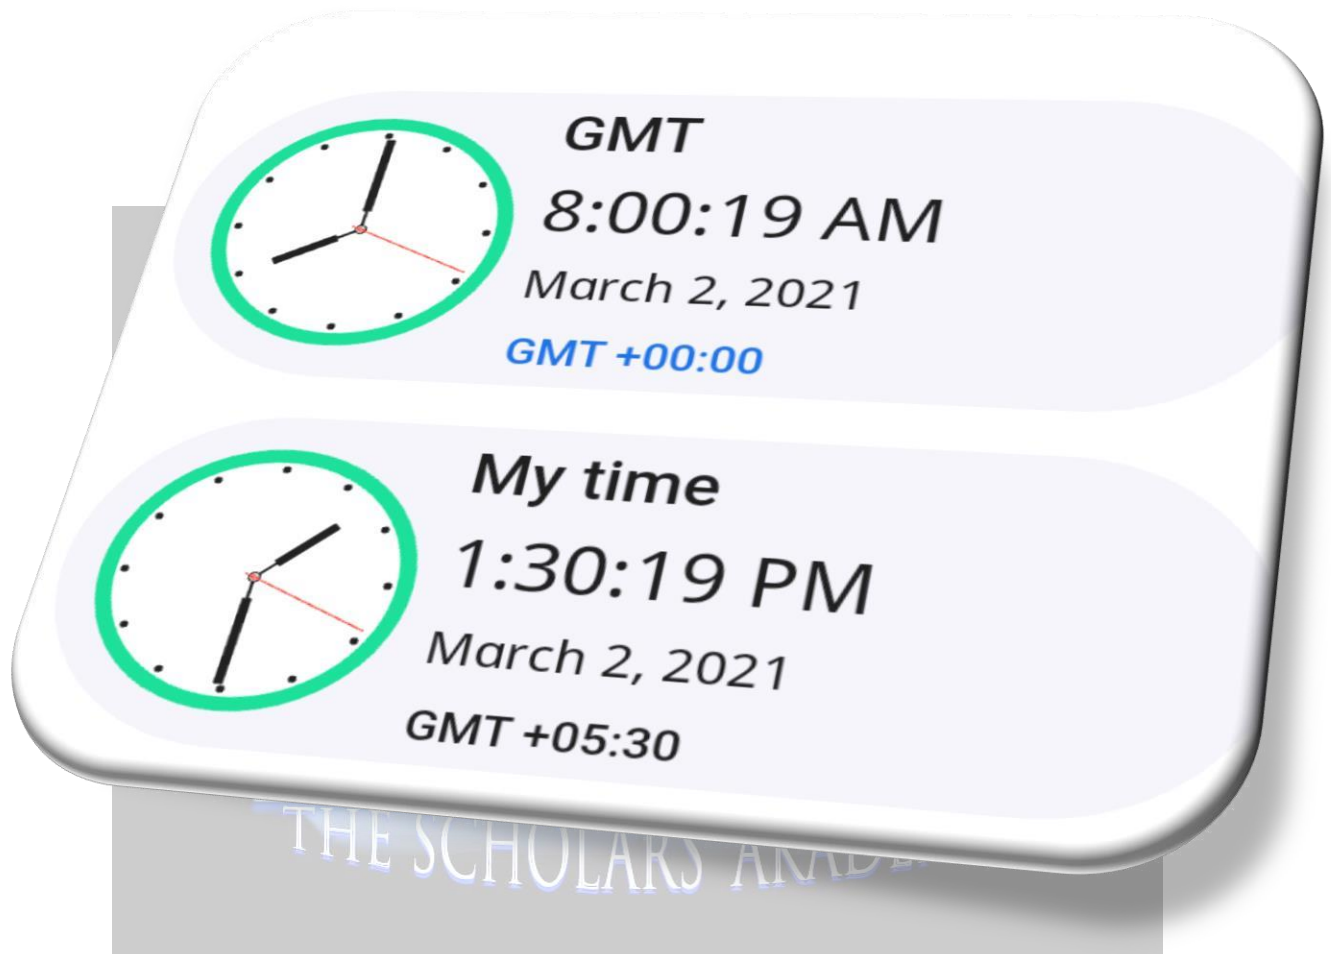 GMT
8:00:19 AM
March 2, 2021
GMT +00:00
My time
1:30:19 PM
March 2, 2021
GMT +05:30
THE SCHOLARS